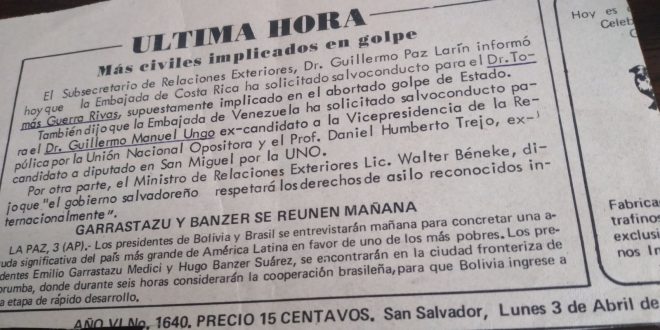 ULTIMA HORA
Más civiles implicados en golpe
El Subsecretario de Relaciones Exteriores, Dr. Guillermo Paz Larín informó
hoy que la Embajada de Costa Rica ha solicitado salvoconducto para el Dr. To-
más Guerra Rivas, supuestamente implicado en el abortado golpe de Estado.
También dijo que la Embajada de Venezuela ha solicitado salvoconducto pa-
ra el Dr. Guillermo Manuel Ungo ex-candidato a la Vicepresidencia de la Re-
pública por la Unión Nacional Opositora y el Prof. Daniel Humberto Trejo, ex-
candidato a diputado en San Miguel por la UNO.
Por otra parte, el Ministro de Relaciones Exteriores Lic. Walter Béneke, di-
jo que "el gobierno salvadoreño respetará los derechos de asilo reconocidos in-
ternacionalmente".
GARRASTAZU Y BANZER SE REUNEN MAÑANA
LA PAZ, 3 (AP).- Los presidentes de Bolivia y Brasil se entrevistarán mañana para concretar una a-
uda significativa del país más grande de América Latina en favor de uno de los más pobres. Los pre-
dentes Emilio Garrastazu Medici y Hugo Banzer Suárez, se encontrarán en la ciudad fronteriza de
orumba, donde durante seis horas considerarán la cooperación brasileña, para que Bolivia ingrese a
a etapa de rápido desarrollo.
AÑO VI No. 1640. PRECIO 15 CENTAVOS. San Salvador, Lunes 3 de Abril de
Hoy es
Celeb
Fabrica
trafinos
exclusi
nos In